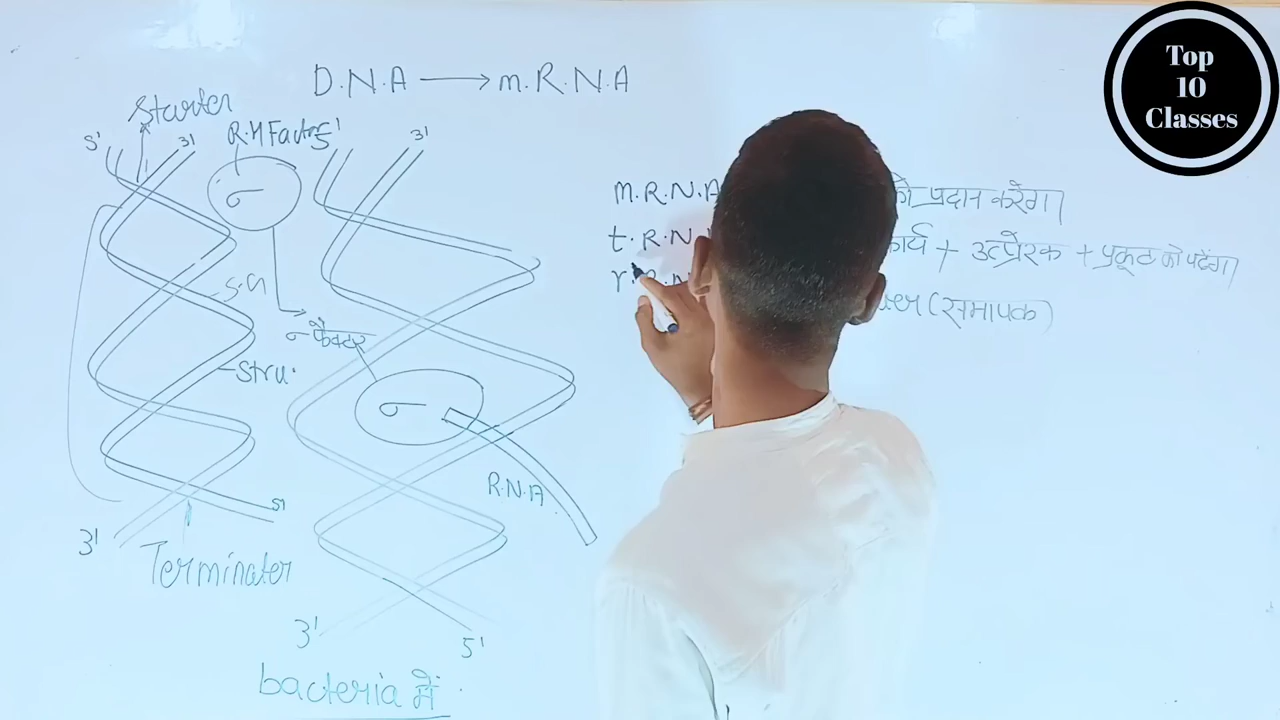 Top
10
Classes
D.N.A → m.R.N.A
Starter
5' 3' R.H Factor 5' 3'
σ
m.R.N.A को प्रदान करेंगे।
t.R.N कार्य + उत्प्रेरक + प्रकूट को पढेंगे।
r.R.N (समापक)
σ-फैक्टर
Stru.
σ
R.N.A
5'
3'
Terminater
3' 5'
bacteria में